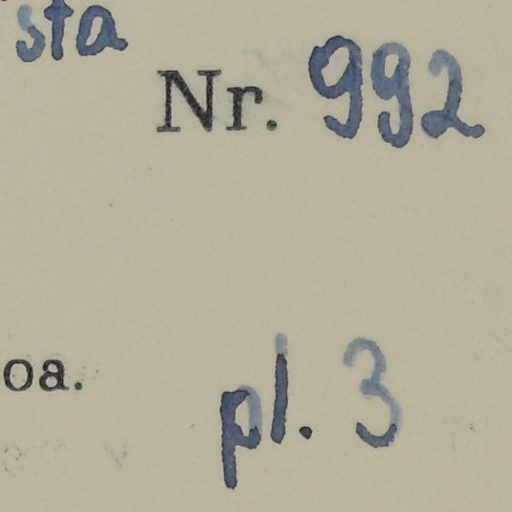 sta
Nr. 992
oa. pl. 3